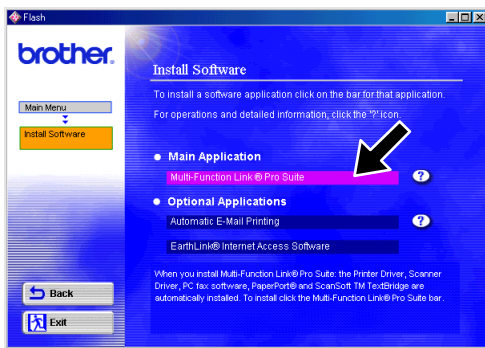 Flash
brother.
Main Menu
Install Software
Install Software
To install a software application click on the bar for that application.
For operations and detailed information, click the '?' icon.
Main Application
Multi-Function Link® Pro Suite
?
Optional Applications
Automatic E-Mail Printing
?
EarthLink® Internet Access Software
When you install Multi-Function Link® Pro Suite: the Printer Driver, Scanner
Driver, PC fax software, PaperPort® and ScanSoft TM TextBridge are
automatically installed. To install click the Multi-Function Link® Pro Suite bar.
Back
Exit